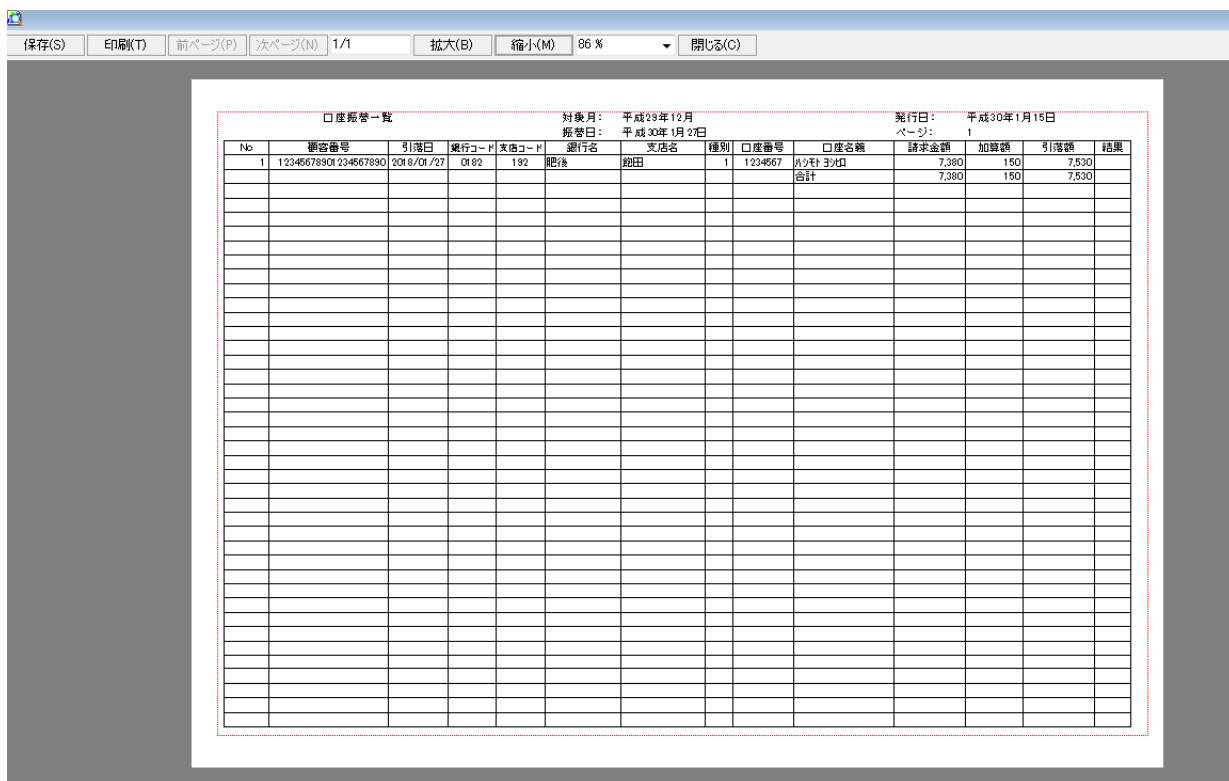 保存(S) 印刷(T) 前ページ(P) 次ページ(N) 1/1 拡大(B) 縮小(M) 86 % 閉じる(C)
口座振替一覧 対象月: 平成29年12月 発行日: 平成30年1月15日
振替日: 平成30年1月27日 ページ: 1
No 顧客番号 引落日 銀行コード 支店コード 銀行名 支店名 種別 口座番号 口座名義 請求金額 加算額 引落額 結果
1 12345678901234567890 2018/01/27 0182 192 肥後 飽田 1 1234567 ﾊｼﾓﾄ ﾖｼﾋﾛ 7,380 150 7,530
合計 7,380 150 7,530